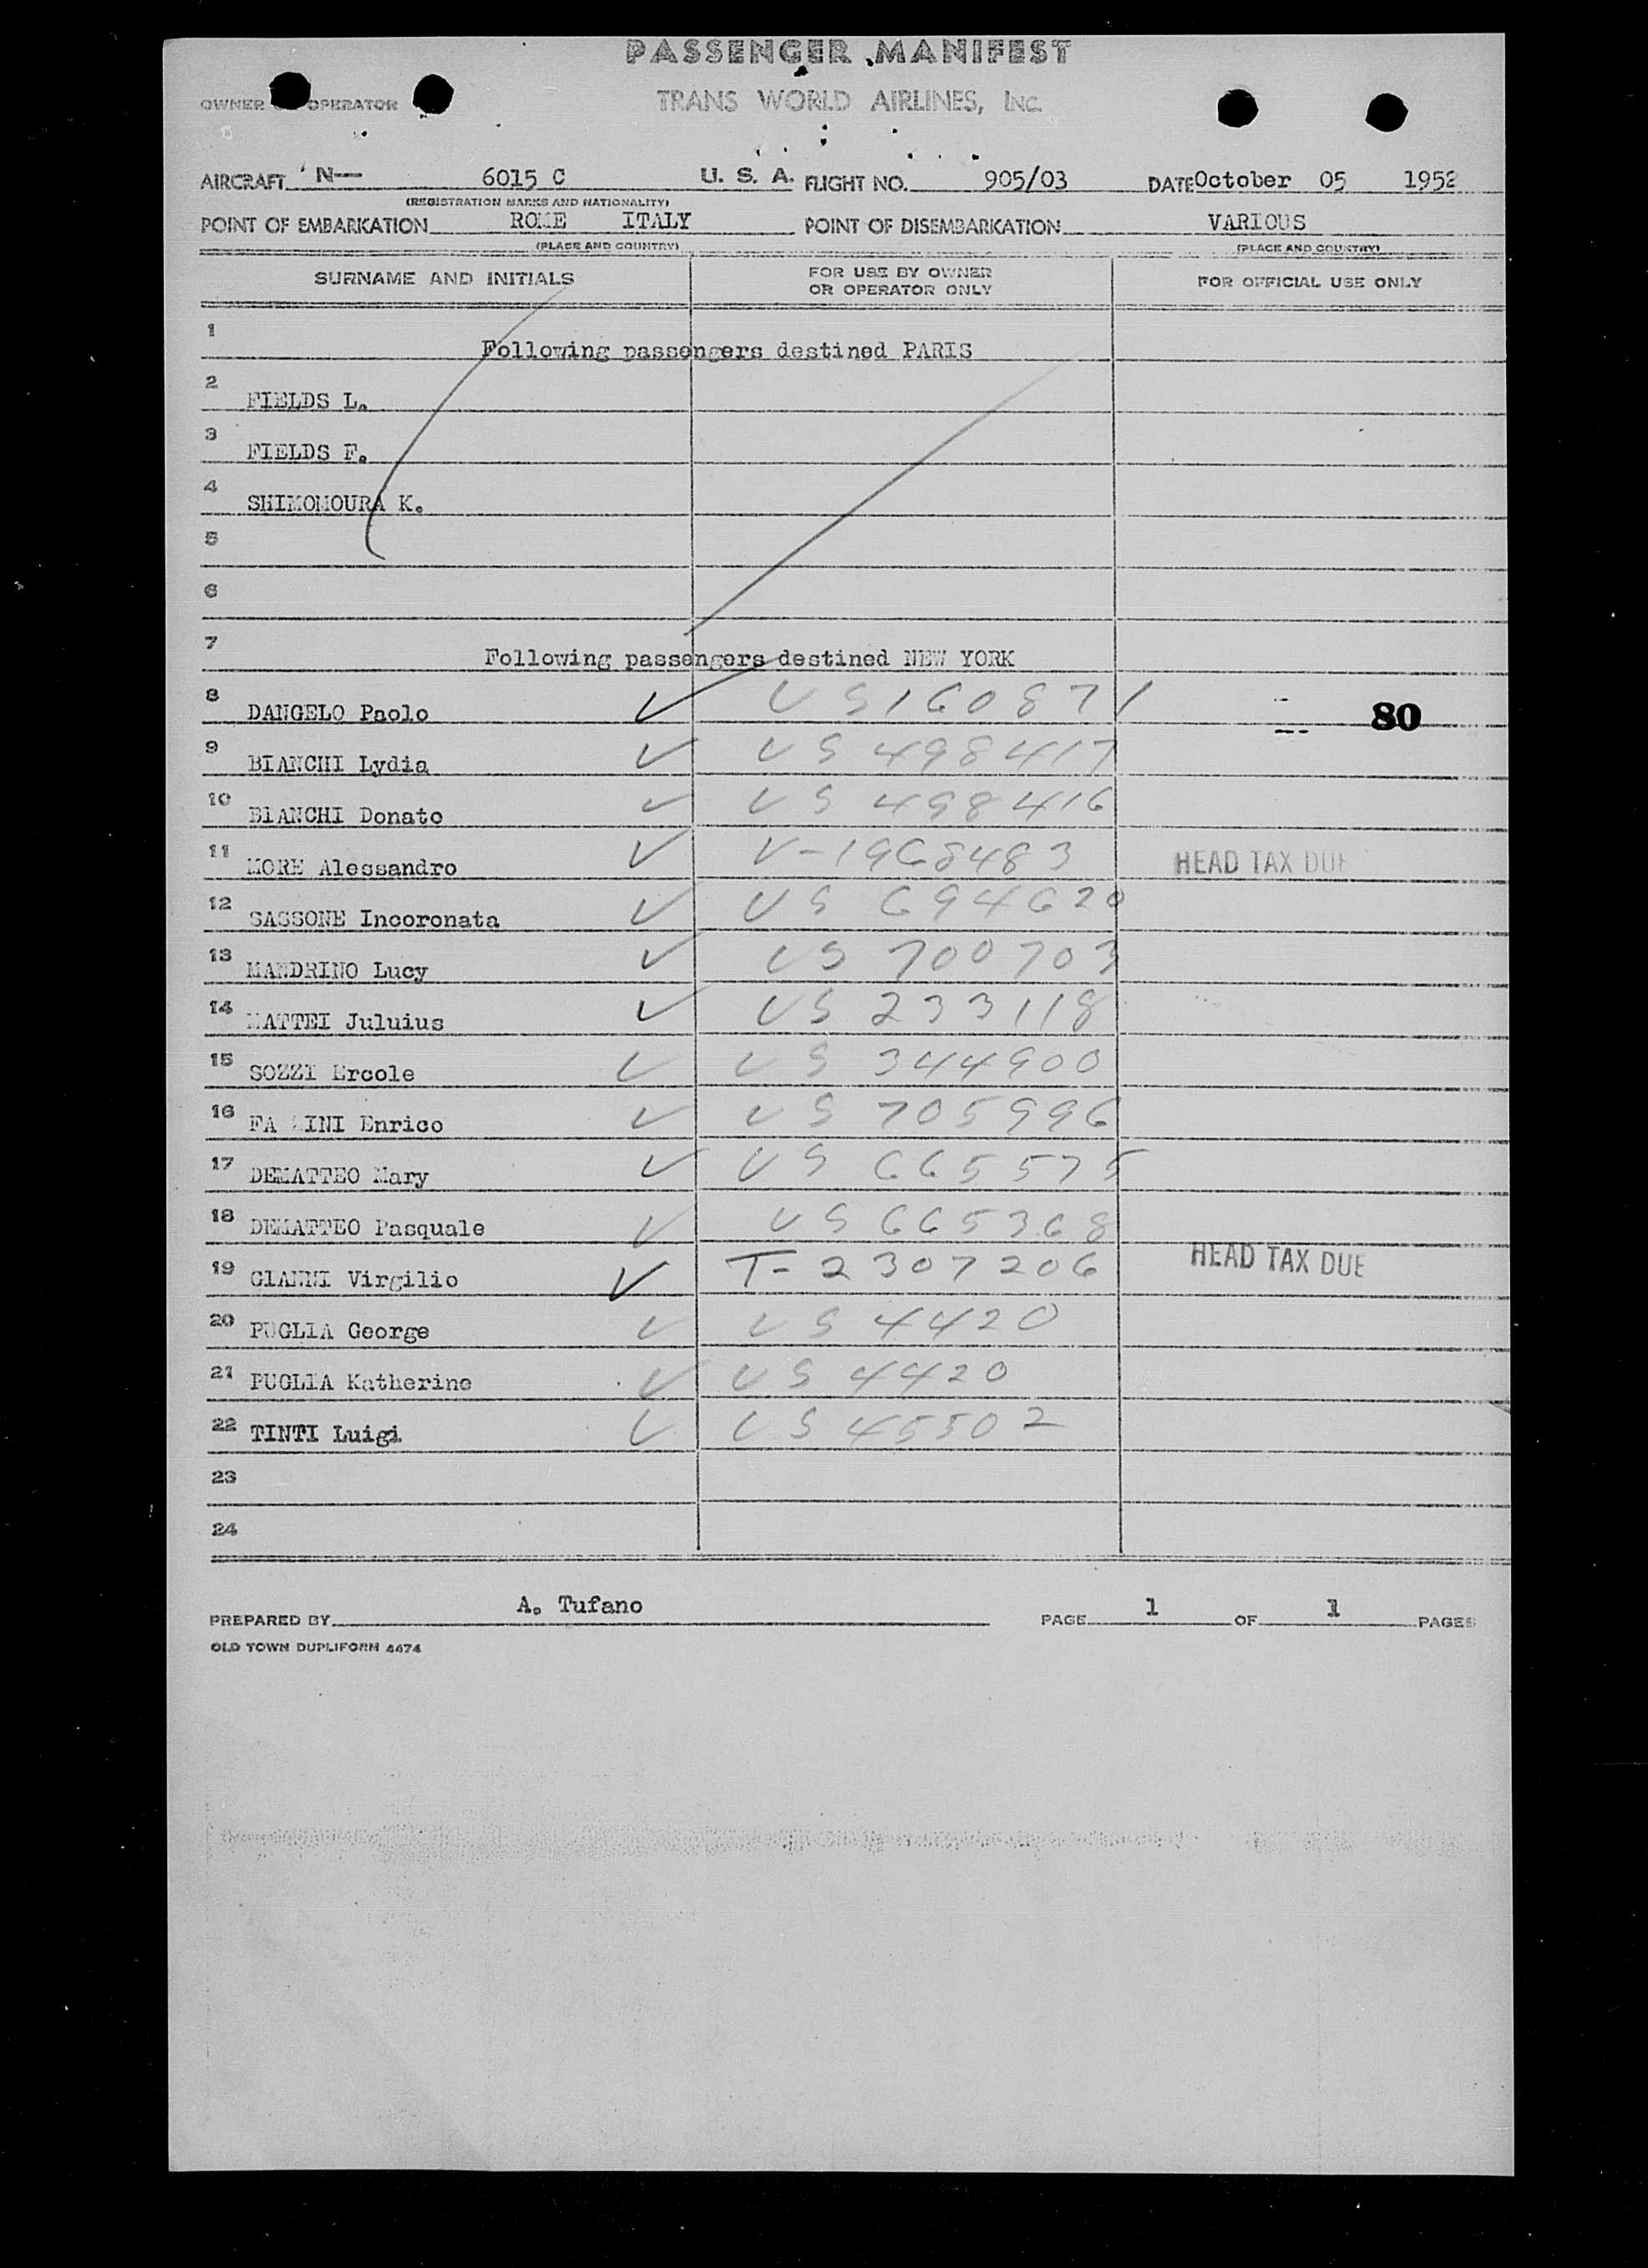 PASSENGER MANIFEST
OWNER OPERATOR TRANS WORLD AIRLINES, INC.
AIRCRAFT N— 6015 C U. S. A. FLIGHT NO. 905/03 DATE October 05 1952
(REGISTRATION MARKS AND NATIONALITY)
POINT OF EMBARKATION ROME ITALY POINT OF DISEMBARKATION VARIOUS
(PLACE AND COUNTRY) (PLACE AND COUNTRY)
SURNAME AND INITIALS FOR USE BY OWNER OR OPERATOR ONLY FOR OFFICIAL USE ONLY
1 Following passengers destined PARIS
2 FIELDS L.
3 FIELDS F.
4 SHIMOMOURA K.
5
6
7 Following passengers destined NEW YORK
8 DANGELO Paolo ✓ US 160871 80
9 BIANCHI Lydia ✓ US 498417
10 BIANCHI Donato ✓ US 498416
11 MORE Alessandro ✓ V-1968483 HEAD TAX DUE
12 SASSONE Incoronata ✓ US 694620
13 MANDRINO Lucy ✓ US 700703
14 MATTEI Juluius ✓ US 233118
15 SOZZI Ercole ✓ US 344900
16 Enrico ✓ US 705996
17 DEMATTEO Mary ✓ US 665575
18 DEMATTEO Pasquale ✓ US 665368
19 GIANNI Virgilio ✓ T-2307206 HEAD TAX DUE
20 PUGLIA George ✓ US 4420
21 PUGLIA Katherine ✓ US 4420
22 TINTI Luigi ✓ US 45502
23
24
PREPARED BY A. Tufano PAGE 1 OF 1 PAGES
OLD TOWN DUPLIFORM 4474